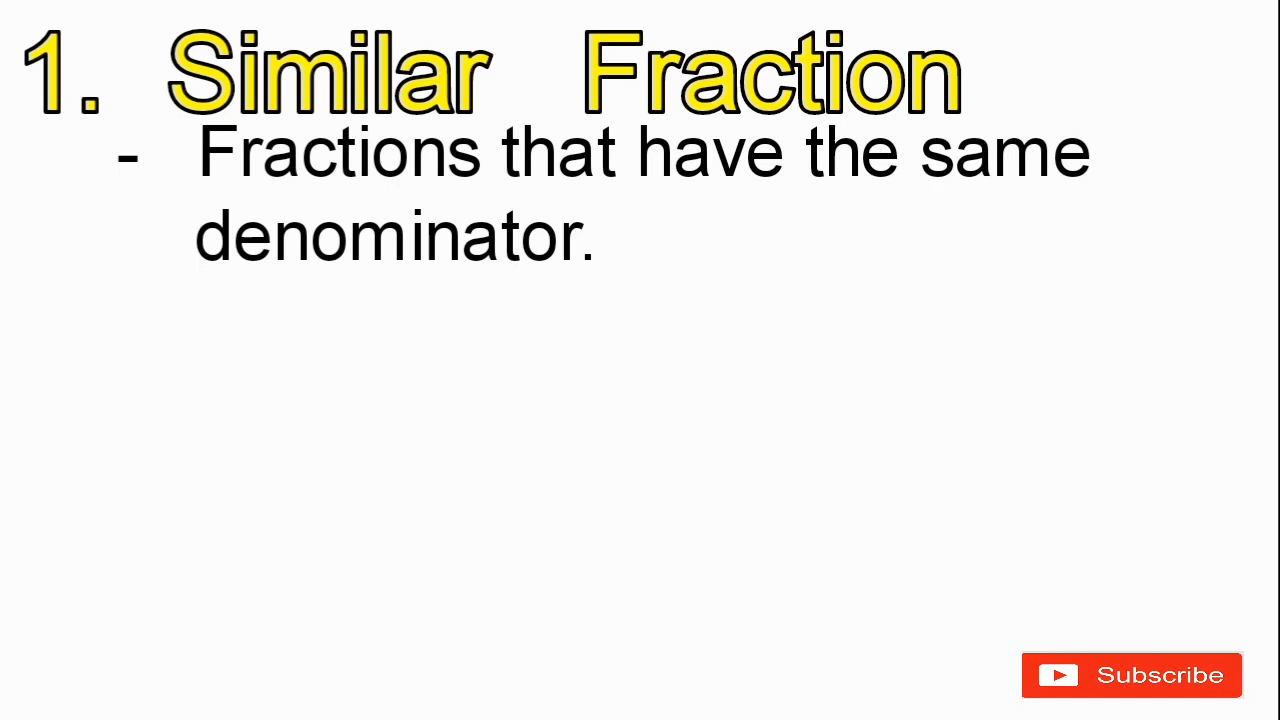 1. Similar Fraction
- Fractions that have the same
denominator.
Subscribe